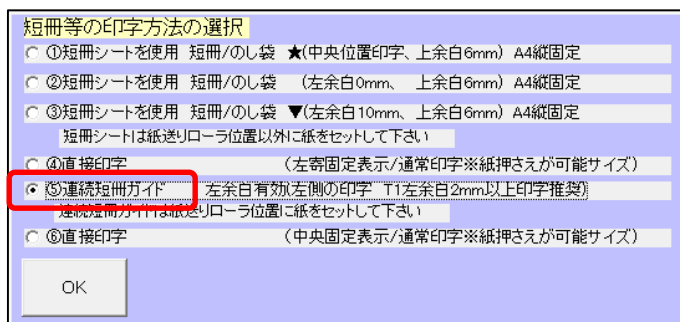 短冊等の印字方法の選択
①短冊シートを使用 短冊/のし袋 ★(中央位置印字、上余白6mm) A4縦固定
②短冊シートを使用 短冊/のし袋 (左余白0mm、 上余白6mm) A4縦固定
③短冊シートを使用 短冊/のし袋 ▼(左余白10mm、 上余白6mm) A4縦固定
短冊シートは紙送りローラ位置以外に紙をセットして下さい
④直接印字 (左寄固定表示/通常印字※紙押さえが可能サイズ)
⑤連続短冊ガイド 左余白有効(左側の印字 T1左余白2mm以上印字推奨)
連続短冊ガイドは紙送りローラ位置に紙をセットして下さい
⑥直接印字 (中央固定表示/通常印字※紙押さえが可能サイズ)
OK